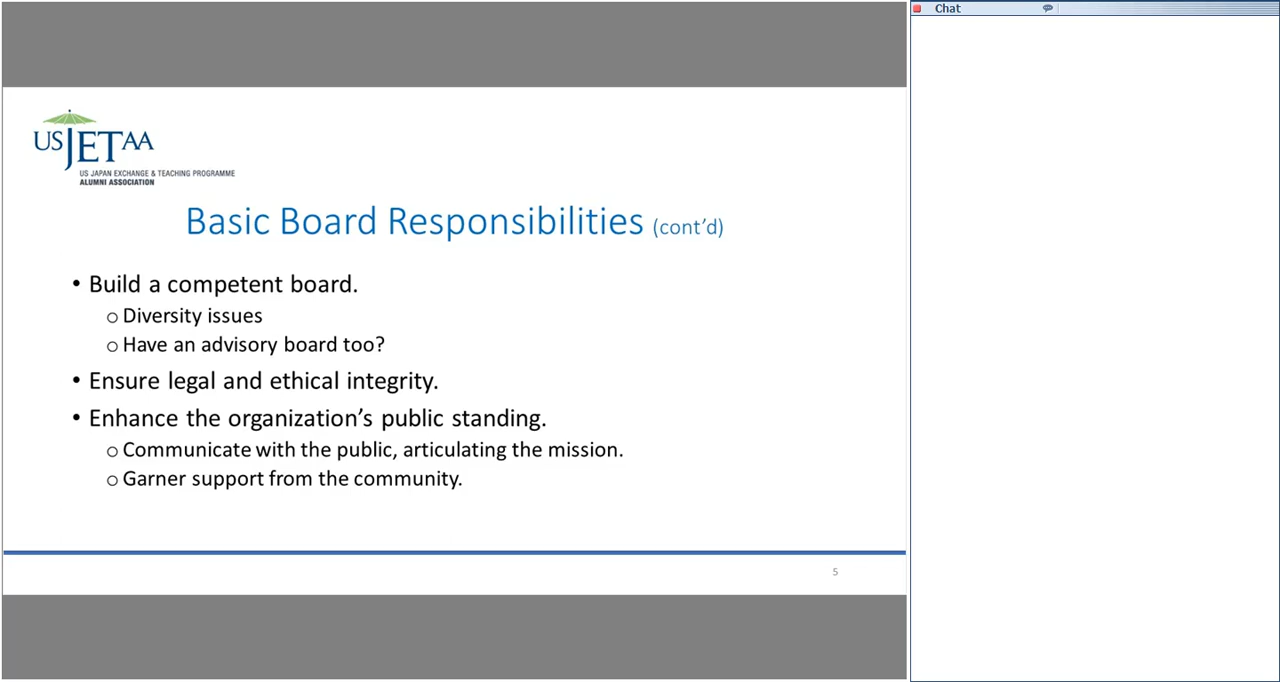 Chat
US JET AA
US JAPAN EXCHANGE & TEACHING PROGRAMME
ALUMNI ASSOCIATION
Basic Board Responsibilities (cont’d)
• Build a competent board.
o Diversity issues
o Have an advisory board too?
• Ensure legal and ethical integrity.
• Enhance the organization’s public standing.
o Communicate with the public, articulating the mission.
o Garner support from the community.
5